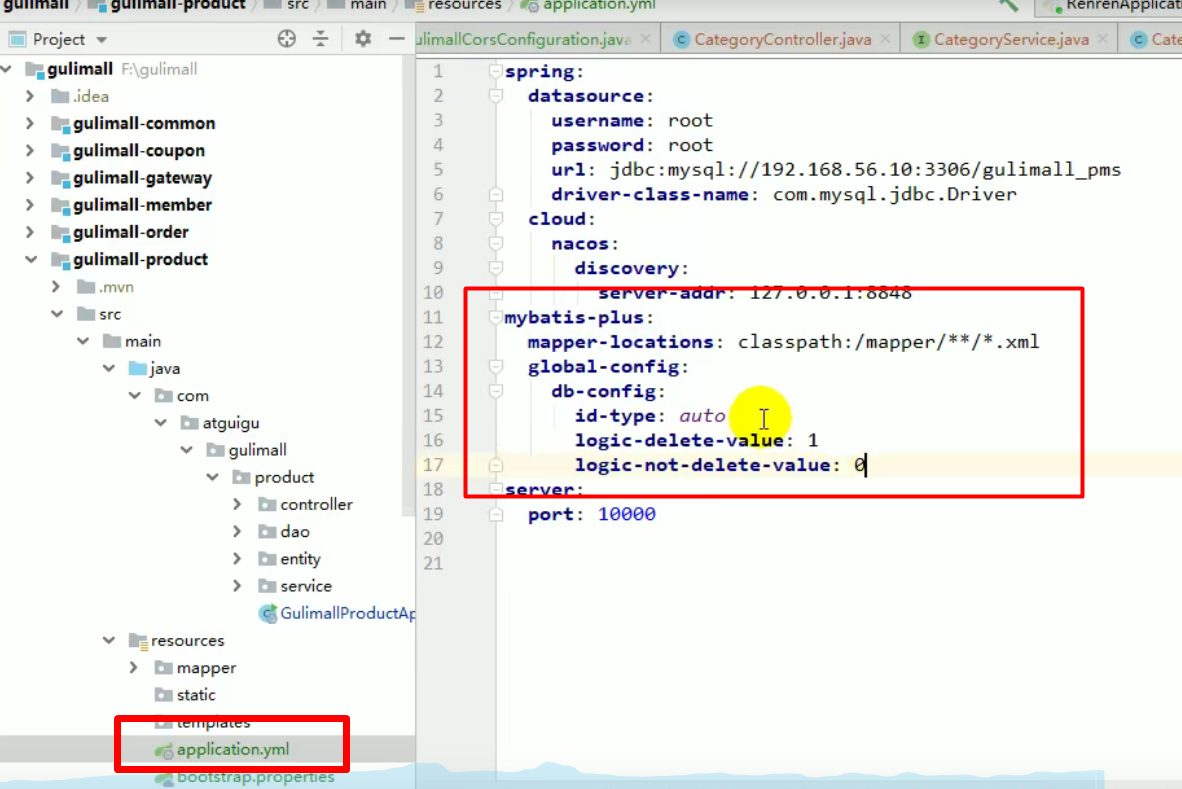 gulimall gulimall-product src main resources application.yml RenrenApplicati
Project
gulimall F:\gulimall
.idea
gulimall-common
gulimall-coupon
gulimall-gateway
gulimall-member
gulimall-order
gulimall-product
.mvn
src
main
java
com
atguigu
gulimall
product
controller
dao
entity
service
GulimallProductAp
resources
mapper
static
templates
application.yml
bootstrap.properties
ulimallCorsConfiguration.java CategoryController.java CategoryService.java Cate
1 spring:
2 datasource:
3 username: root
4 password: root
5 url: jdbc:mysql://192.168.56.10:3306/gulimall_pms
6 driver-class-name: com.mysql.jdbc.Driver
7 cloud:
8 nacos:
9 discovery:
10 server-addr: 127.0.0.1:8848
11 mybatis-plus:
12 mapper-locations: classpath:/mapper/**/*.xml
13 global-config:
14 db-config:
15 id-type: auto
16 logic-delete-value: 1
17 logic-not-delete-value: 0
18 server:
19 port: 10000
20
21